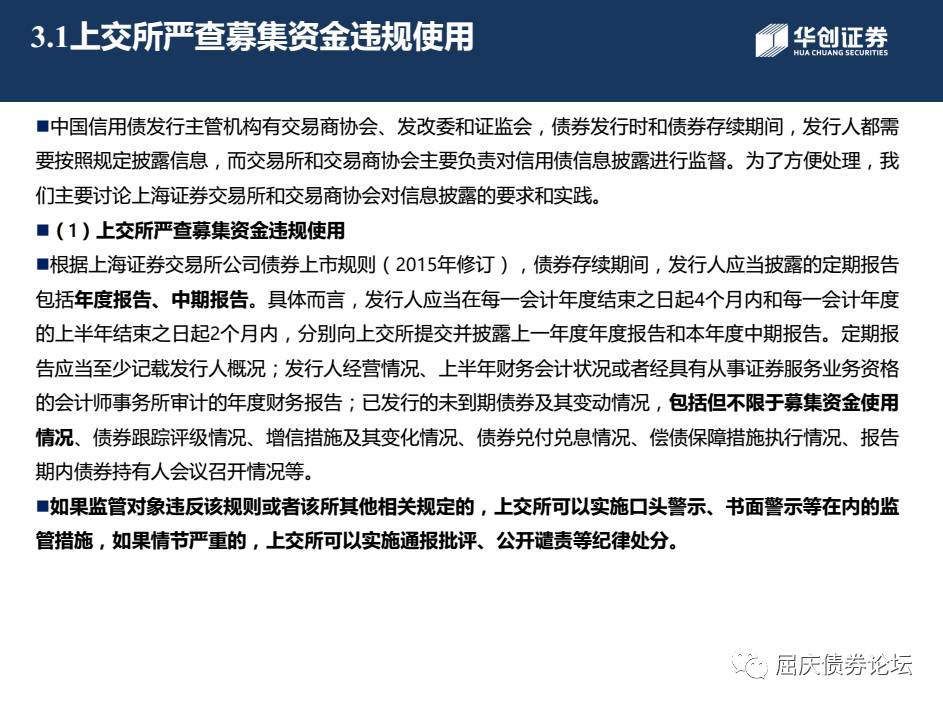 3.1上交所严查募集资金违规使用
华创证券
HUA CHUANG SECURITIES
■中国信用债发行主管机构有交易商协会、发改委和证监会，债券发行时和债券存续期间，发行人都需
要按照规定披露信息，而交易所和交易商协会主要负责对信用债信息披露进行监督。为了方便处理，我
们主要讨论上海证券交易所和交易商协会对信息披露的要求和实践。
■（1）上交所严查募集资金违规使用
■根据上海证券交易所公司债券上市规则（2015年修订），债券存续期间，发行人应当披露的定期报告
包括年度报告、中期报告。具体而言，发行人应当在每一会计年度结束之日起4个月内和每一会计年度
的上半年结束之日起2个月内，分别向上交所提交并披露上一年度年度报告和本年度中期报告。定期报
告应当至少记载发行人概况；发行人经营情况、上半年财务会计状况或者经具有从事证券服务业务资格
的会计师事务所审计的年度财务报告；已发行的未到期债券及其变动情况，包括但不限于募集资金使用
情况、债券跟踪评级情况、增信措施及其变化情况、债券兑付兑息情况、偿债保障措施执行情况、报告
期内债券持有人会议召开情况等。
■如果监管对象违反该规则或者该所其他相关规定的，上交所可以实施口头警示、书面警示等在内的监
管措施，如果情节严重的，上交所可以实施通报批评、公开谴责等纪律处分。
屈庆债券论坛